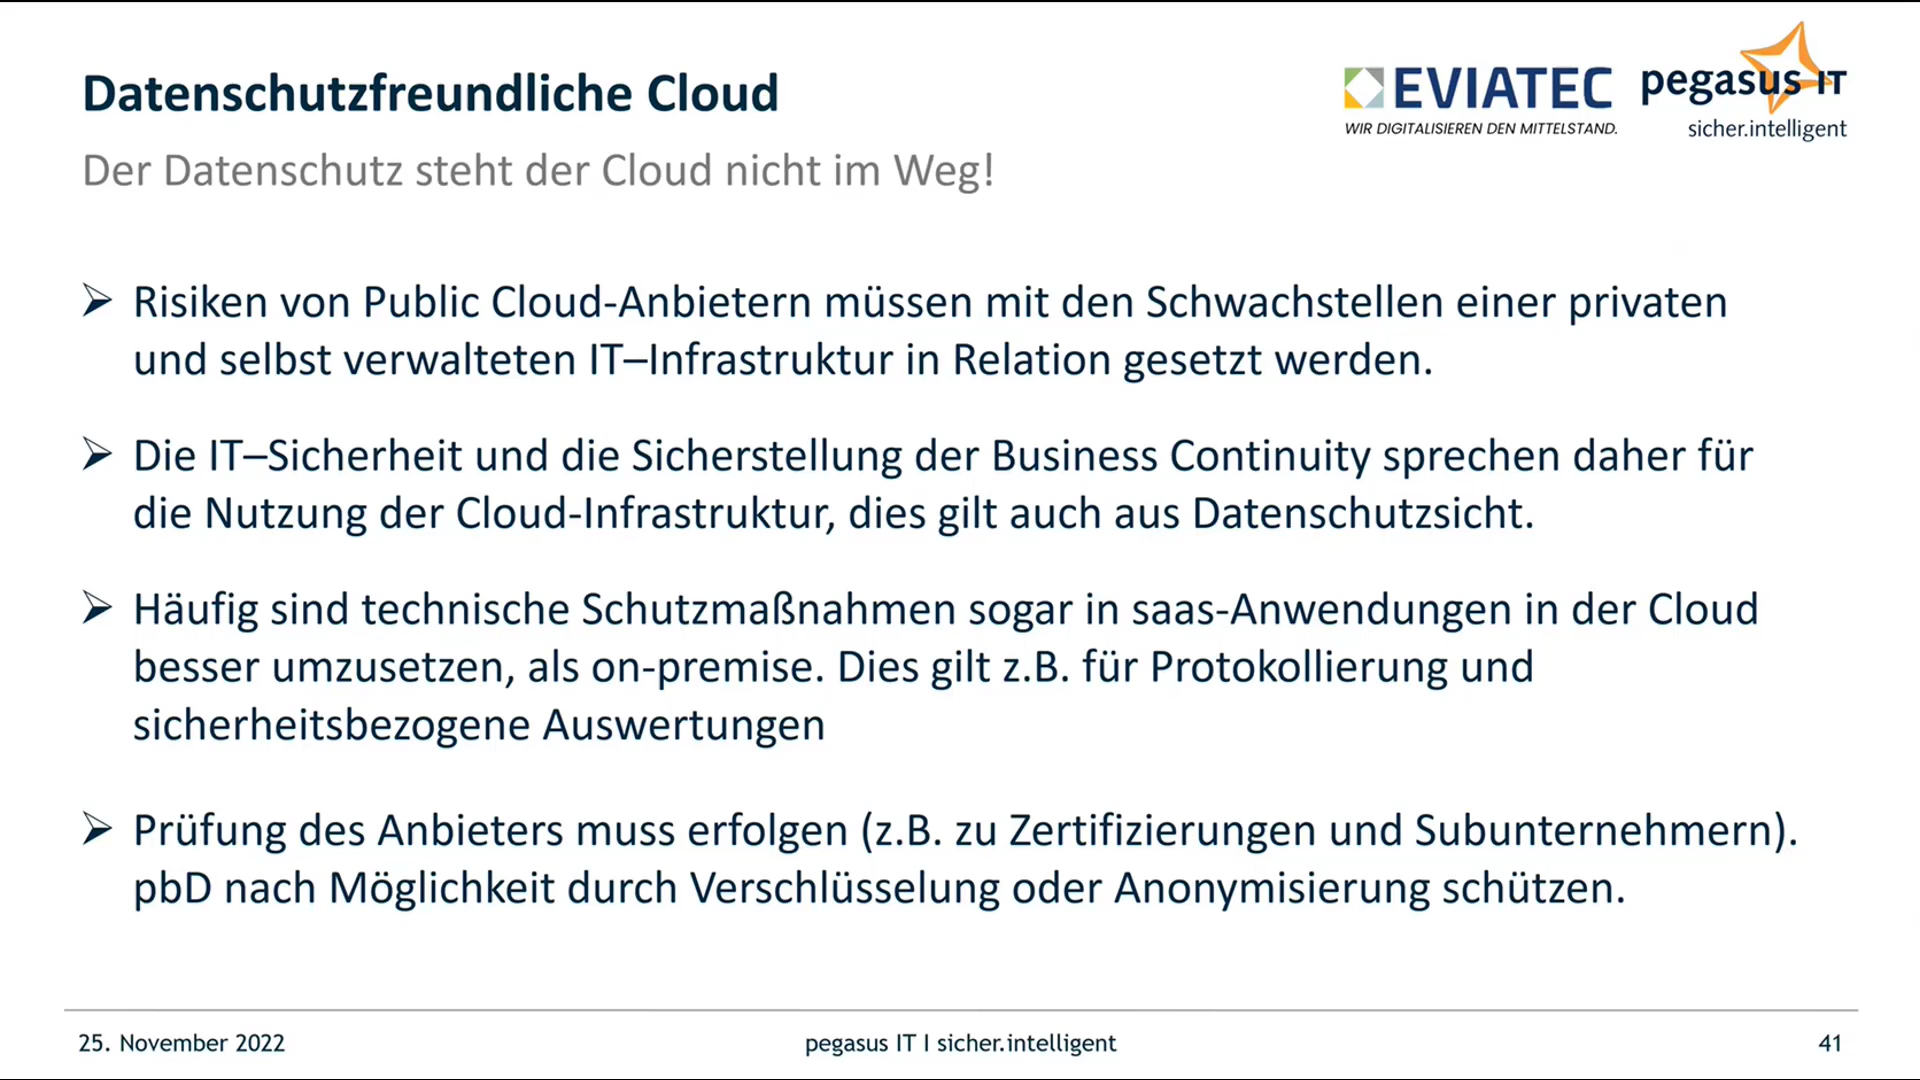 Datenschutzfreundliche Cloud
Der Datenschutz steht der Cloud nicht im Weg!
EVIATEC
WIR DIGITALISIEREN DEN MITTELSTAND.
pegasus IT
sicher.intelligent
Risiken von Public Cloud-Anbietern müssen mit den Schwachstellen einer privaten
und selbst verwalteten IT–Infrastruktur in Relation gesetzt werden.
Die IT–Sicherheit und die Sicherstellung der Business Continuity sprechen daher für
die Nutzung der Cloud-Infrastruktur, dies gilt auch aus Datenschutzsicht.
Häufig sind technische Schutzmaßnahmen sogar in saas-Anwendungen in der Cloud
besser umzusetzen, als on-premise. Dies gilt z.B. für Protokollierung und
sicherheitsbezogene Auswertungen
Prüfung des Anbieters muss erfolgen (z.B. zu Zertifizierungen und Subunternehmern).
pbD nach Möglichkeit durch Verschlüsselung oder Anonymisierung schützen.
25. November 2022
pegasus IT I sicher.intelligent
41